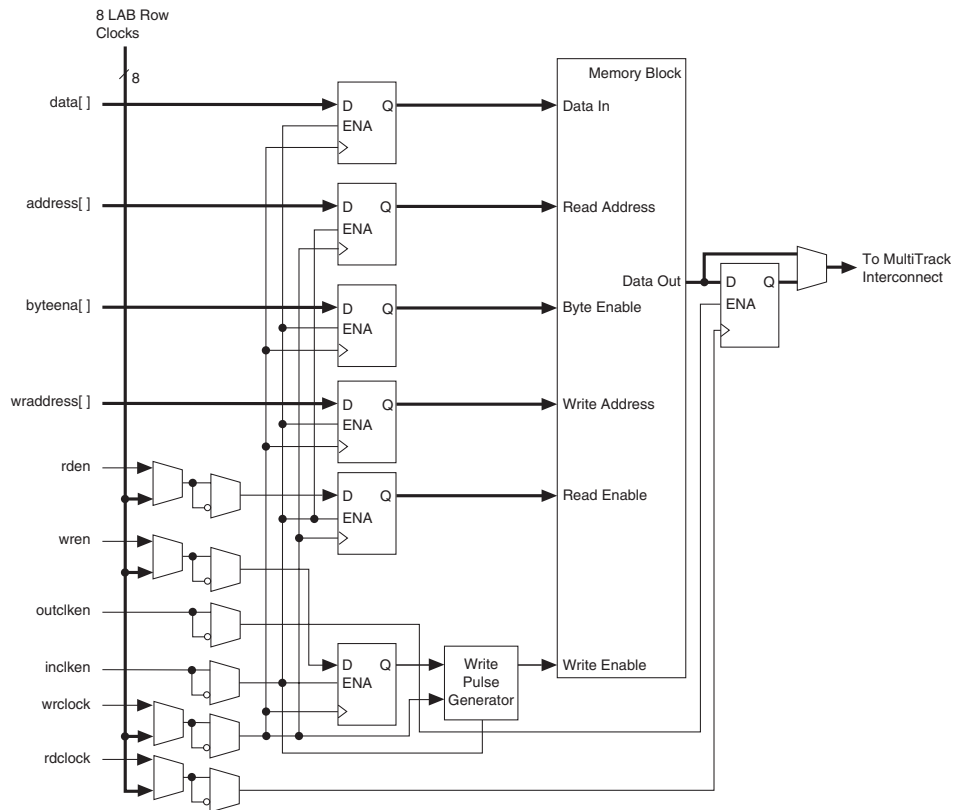 8 LAB Row
Clocks
8
Memory Block
data[ ]
D Q
ENA
Data In
address[ ]
D Q
ENA
Read Address
To MultiTrack
Interconnect
Data Out
D Q
ENA
byteena[ ]
D Q
ENA
Byte Enable
wraddress[ ]
D Q
ENA
Write Address
rden
D Q
ENA
Read Enable
wren
outclken
inclken
D Q
ENA
Write
Pulse
Generator
Write Enable
wrclock
rdclock